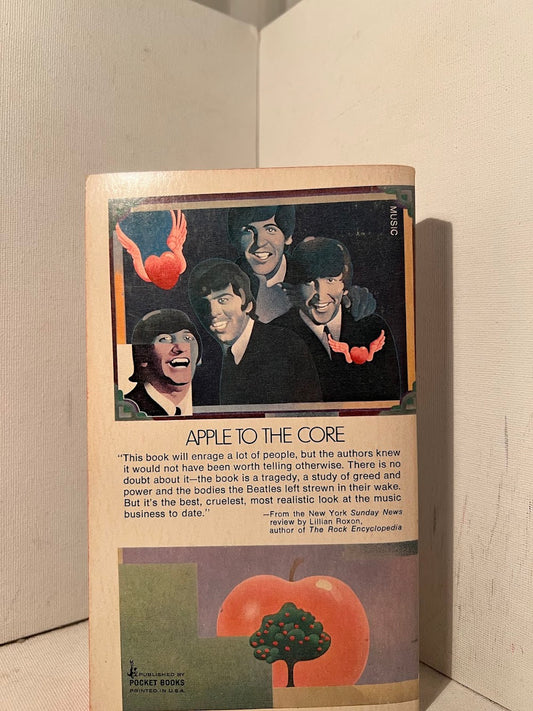 MUSIC
APPLE TO THE CORE
"This book will enrage a lot of people, but the authors knew
it would not have been worth telling otherwise. There is no
doubt about it—the book is a tragedy, a study of greed and
power and the bodies the Beatles left strewn in their wake.
But it's the best, cruelest, most realistic look at the music
business to date."
—From the New York Sunday News
review by Lillian Roxon,
author of The Rock Encyclopedia
PUBLISHED BY
POCKET BOOKS
PRINTED IN U.S.A.